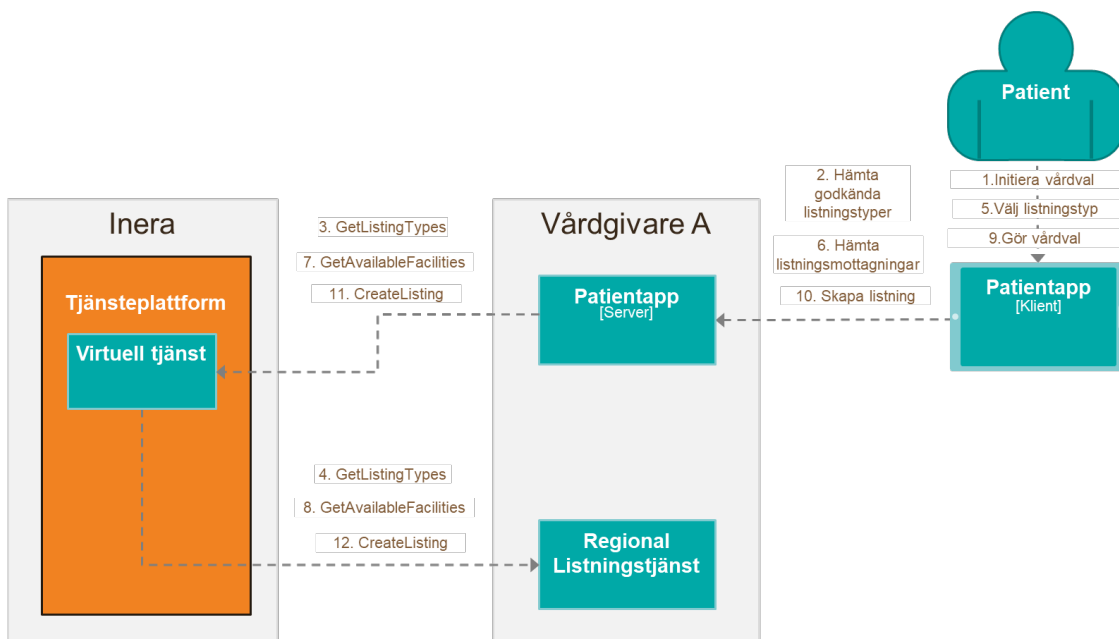 Patient
1.Initiera vårdval
5.Välj listningstyp
9.Gör vårdval
Patientapp
[Klient]
2. Hämta
godkända
listningstyper
6. Hämta
listningsmottagningar
10. Skapa listning
Vårdgivare A
Patientapp
[Server]
3. GetListingTypes
7. GetAvailableFacilities
11. CreateListing
Inera
Tjänsteplattform
Virtuell tjänst
4. GetListingTypes
8. GetAvailableFacilities
12. CreateListing
Regional
Listningstjänst